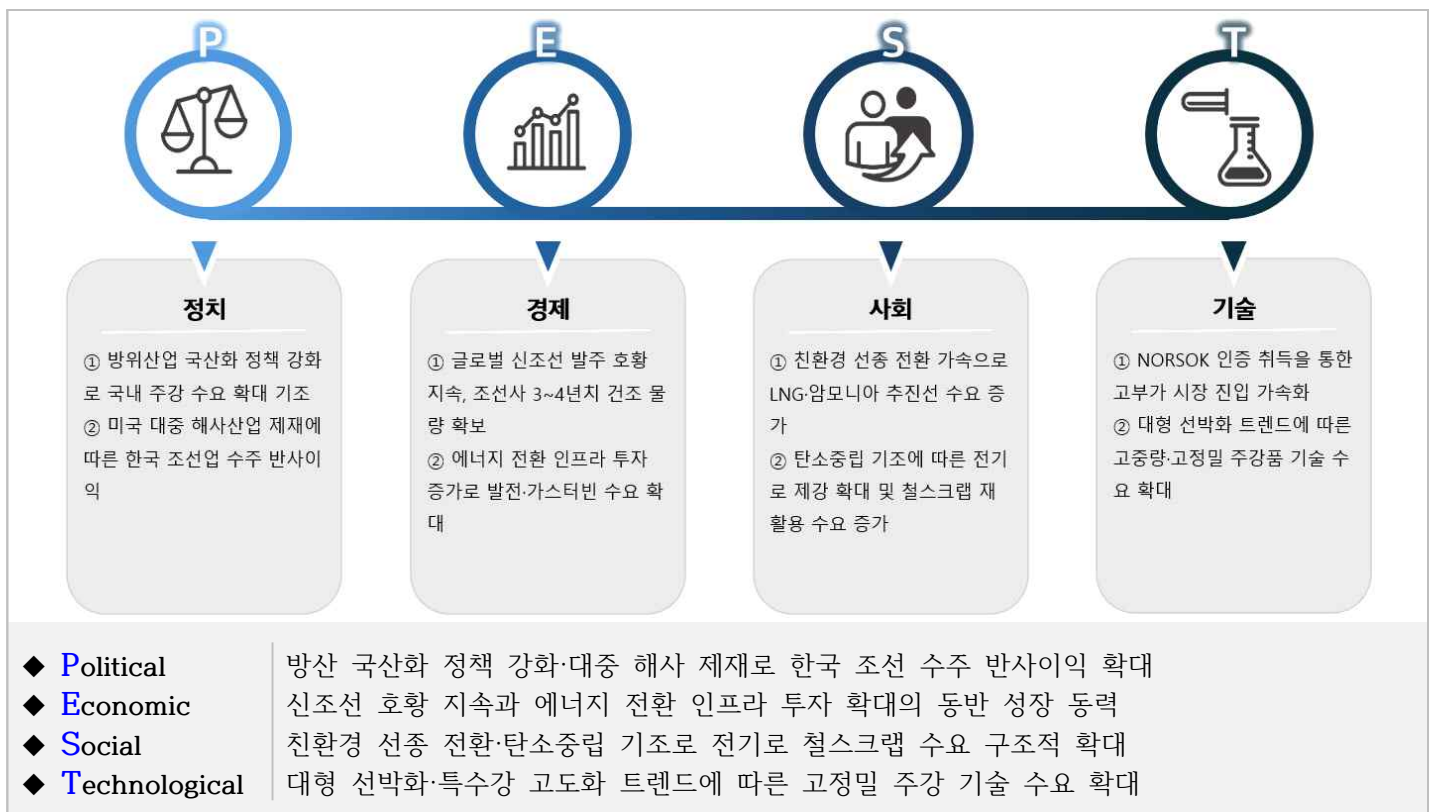 P
E
S
T
정치
① 방위산업 국산화 정책 강화
로 국내 주강 수요 확대 기조
② 미국 대중 해사산업 제재에
따른 한국 조선업 수주 반사이
익
경제
① 글로벌 신조선 발주 호황
지속, 조선사 3~4년치 건조 물
량 확보
② 에너지 전환 인프라 투자
증가로 발전·가스터빈 수요 확
대
사회
① 친환경 선종 전환 가속으로
LNG·암모니아 추진선 수요 증
가
② 탄소중립 기조에 따른 전기
로 제강 확대 및 철스크랩 재
활용 수요 증가
기술
① NORSOK 인증 취득을 통한
고부가 시장 진입 가속화
② 대형 선박화 트렌드에 따른
고중량·고정밀 주강품 기술 수
요 확대
◆ Political 방산 국산화 정책 강화·대중 해사 제재로 한국 조선 수주 반사이익 확대
◆ Economic 신조선 호황 지속과 에너지 전환 인프라 투자 확대의 동반 성장 동력
◆ Social 친환경 선종 전환·탄소중립 기조로 전기로 철스크랩 수요 구조적 확대
◆ Technological 대형 선박화·특수강 고도화 트렌드에 따른 고정밀 주강 기술 수요 확대